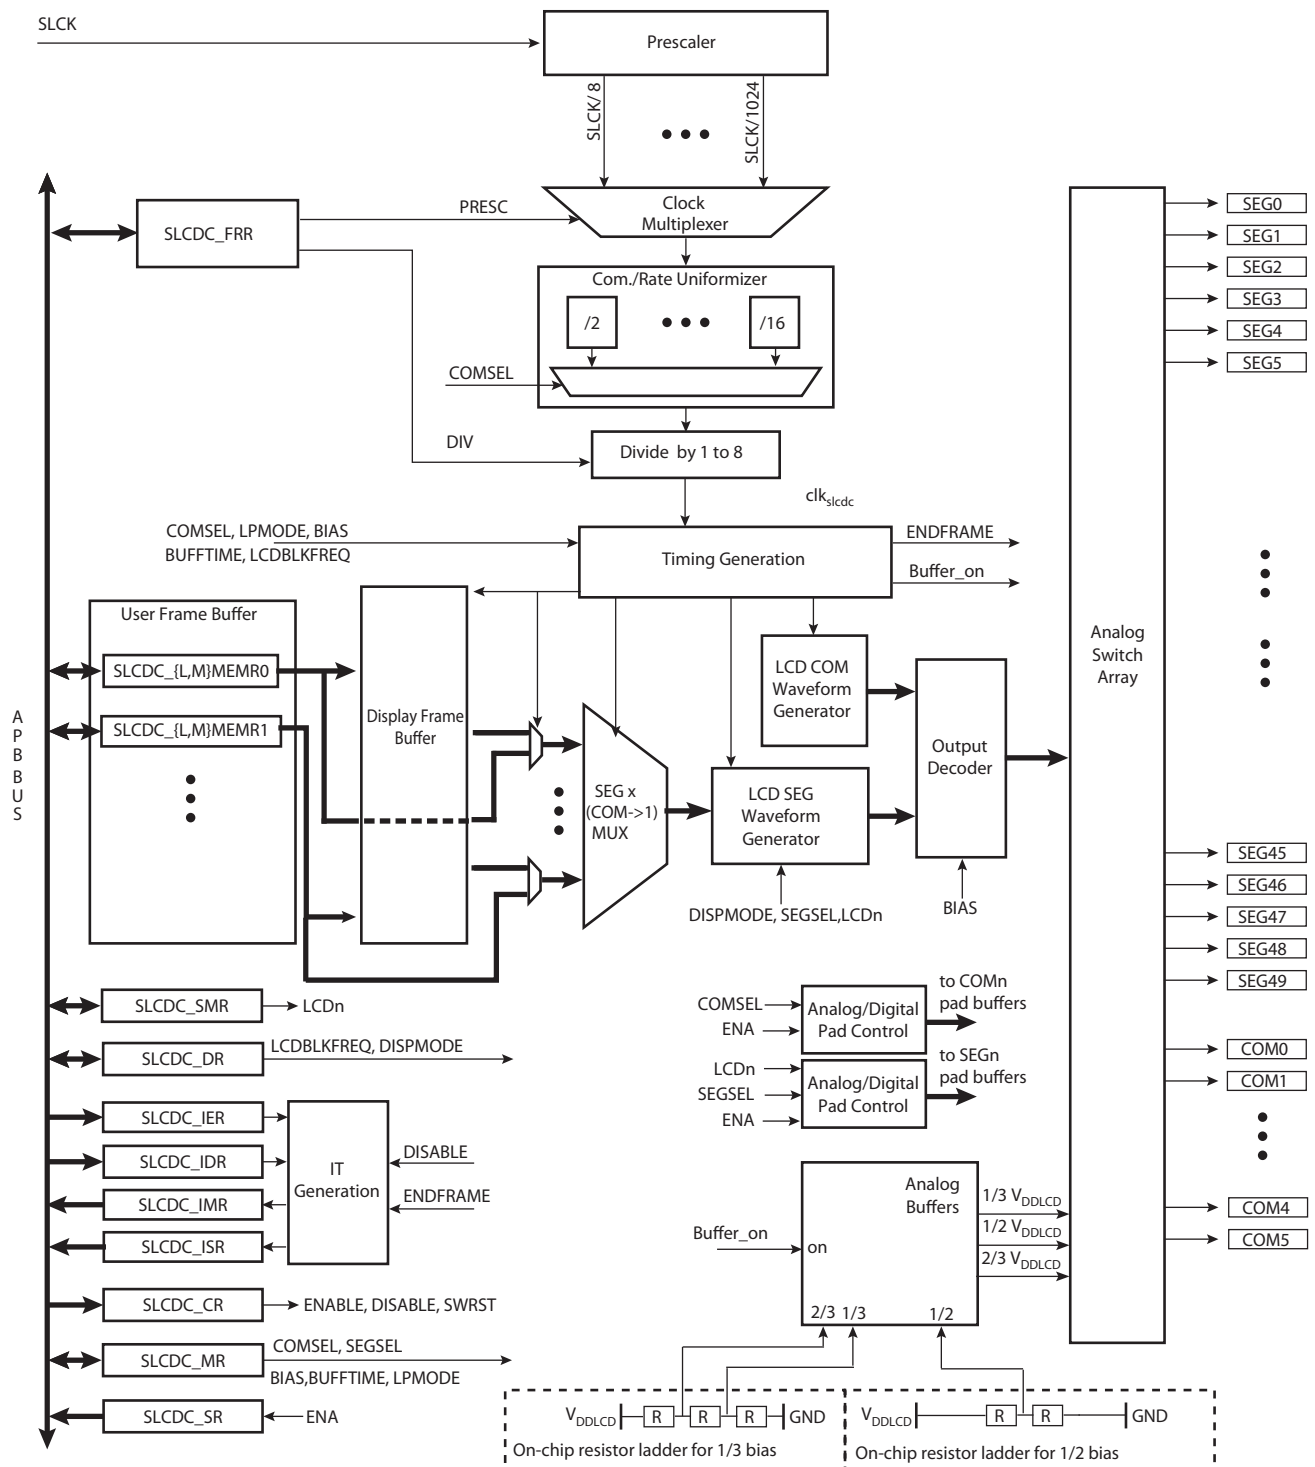 SLCK
Prescaler
SLCK/ 8
SLCK/1024
SLCDC_FRR
PRESC
Clock
Multiplexer
SEG0
SEG1
SEG2
SEG3
SEG4
SEG5
Com./Rate Uniformizer
/2
/16
COMSEL
DIV
Divide by 1 to 8
clkslcdc
COMSEL, LPMODE, BIAS
BUFFTIME, LCDBLKFREQ
Timing Generation
ENDFRAME
Buffer_on
User Frame Buffer
SLCDC_{L,M}MEMR0
SLCDC_{L,M}MEMR1
Display Frame
Buffer
LCD COM
Waveform
Generator
Analog
Switch
Array
APB BUS
Output
Decoder
SEG x
(COM->1)
MUX
LCD SEG
Waveform
Generator
DISPMODE, SEGSEL,LCDn
BIAS
SEG45
SEG46
SEG47
SEG48
SEG49
SLCDC_SMR
LCDn
COMSEL
ENA
Analog/Digital
Pad Control
to COMn
pad buffers
SLCDC_DR
LCDBLKFREQ, DISPMODE
LCDn
SEGSEL
ENA
Analog/Digital
Pad Control
to SEGn
pad buffers
COM0
COM1
SLCDC_IER
SLCDC_IDR
SLCDC_IMR
SLCDC_ISR
IT
Generation
DISABLE
ENDFRAME
Analog
Buffers
Buffer_on
on
1/3 VDDLCD
1/2 VDDLCD
2/3 VDDLCD
COM4
COM5
SLCDC_CR
ENABLE, DISABLE, SWRST
2/3 1/3
1/2
SLCDC_MR
COMSEL, SEGSEL
BIAS,BUFFTIME, LPMODE
SLCDC_SR
ENA
VDDLCD
R
R
R
GND
On-chip resistor ladder for 1/3 bias
VDDLCD
R
R
GND
On-chip resistor ladder for 1/2 bias